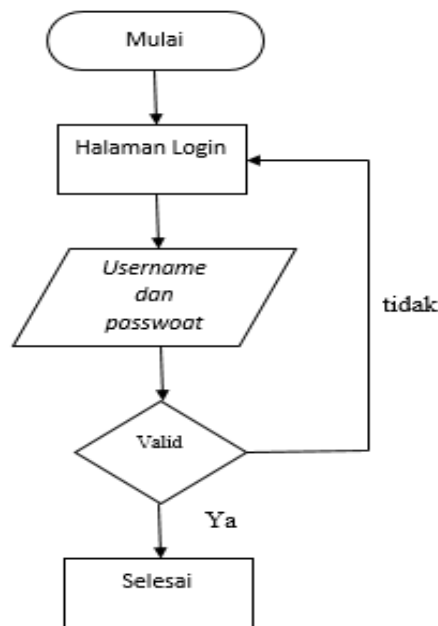 Mulai
Halaman Login
Username
dan
passwoat
tidak
Valid
Ya
Selesai